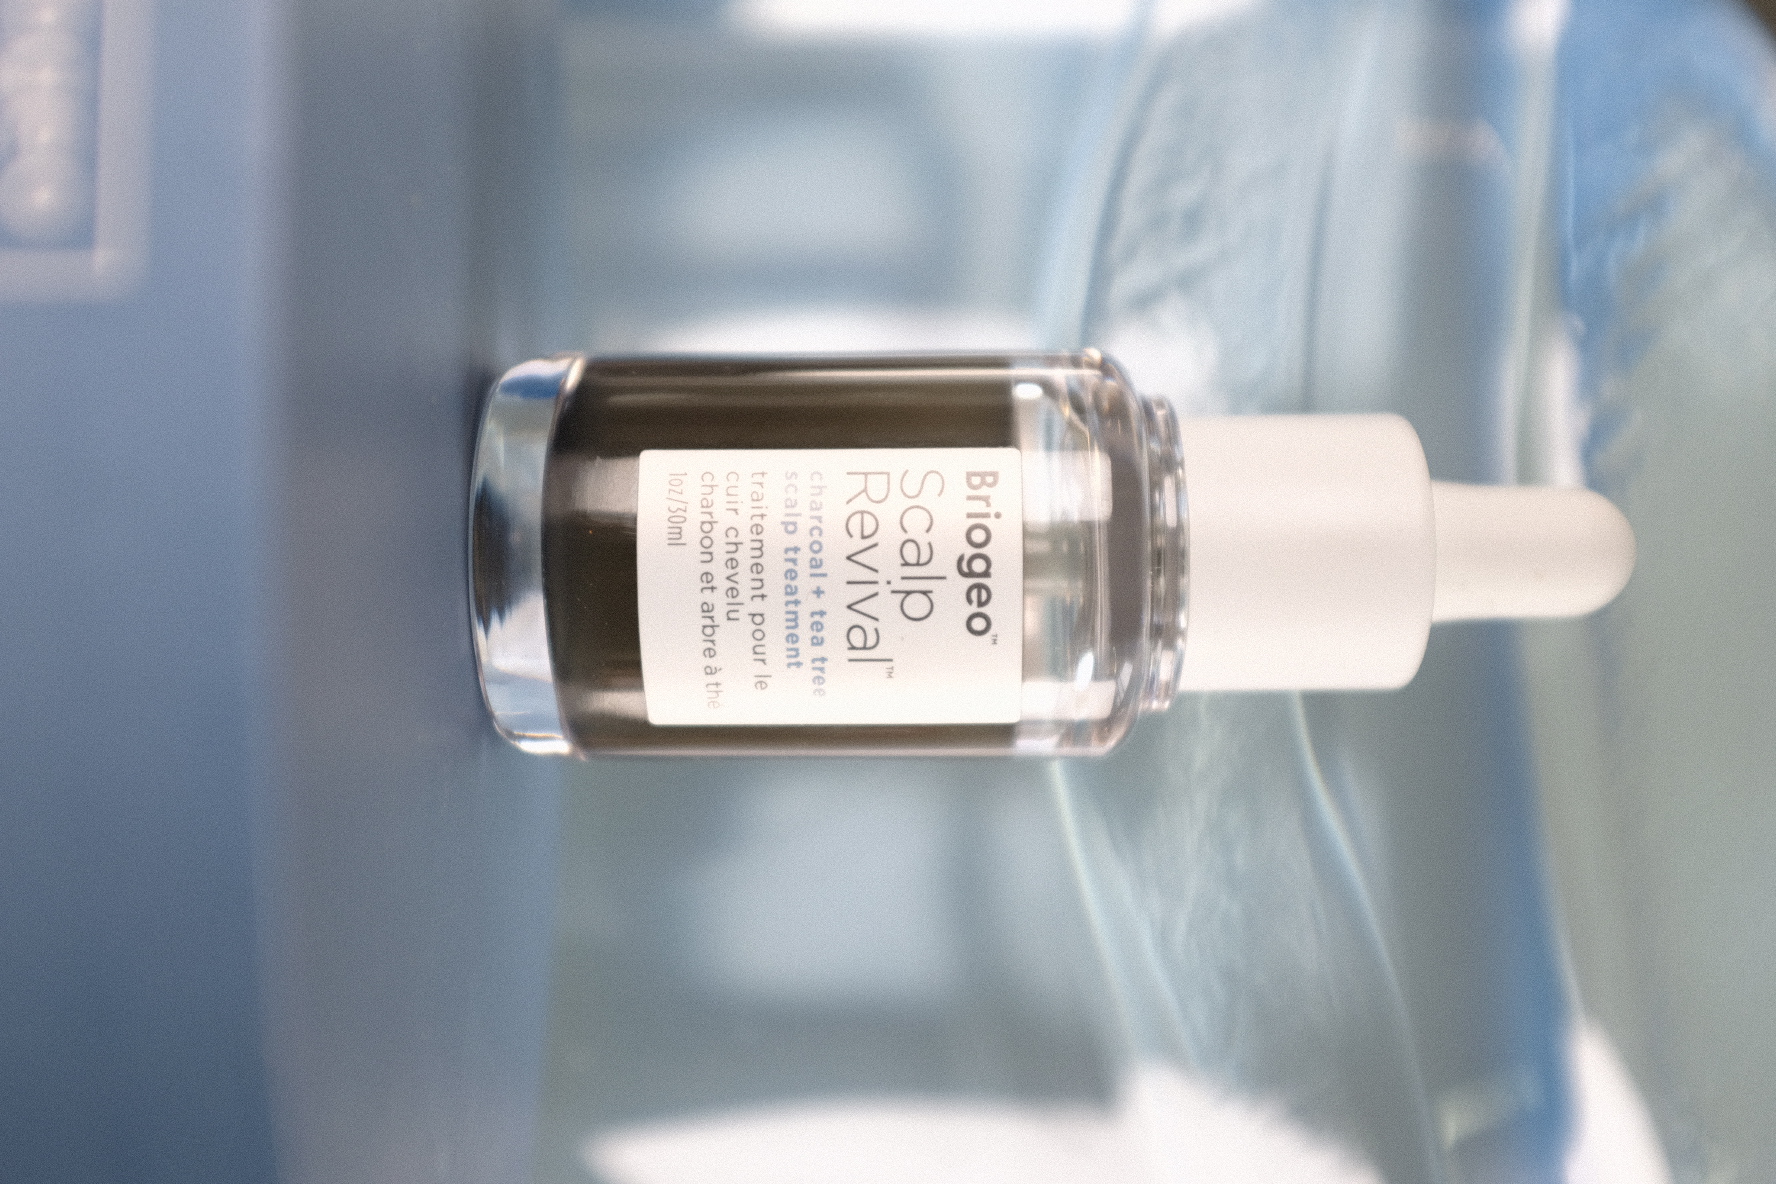 Briogeo™
Scalp
Revival™
charcoal + tea tree
scalp treatment
traitement pour le
cuir chevelu
charbon et arbre à thé
1oz/30ml